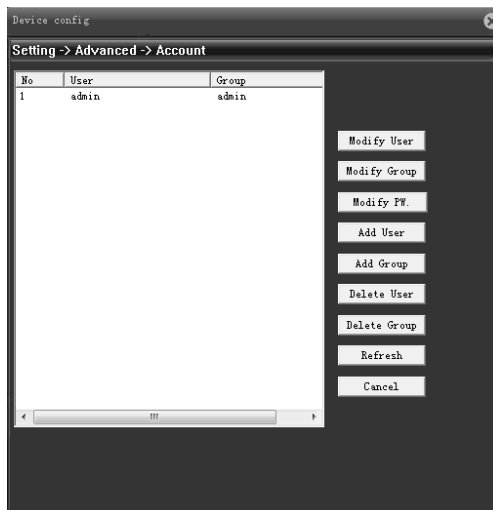 Device config
Setting -> Advanced -> Account
No User Group
1 admin admin
Modify User
Modify Group
Modify PW.
Add User
Add Group
Delete User
Delete Group
Refresh
Cancel